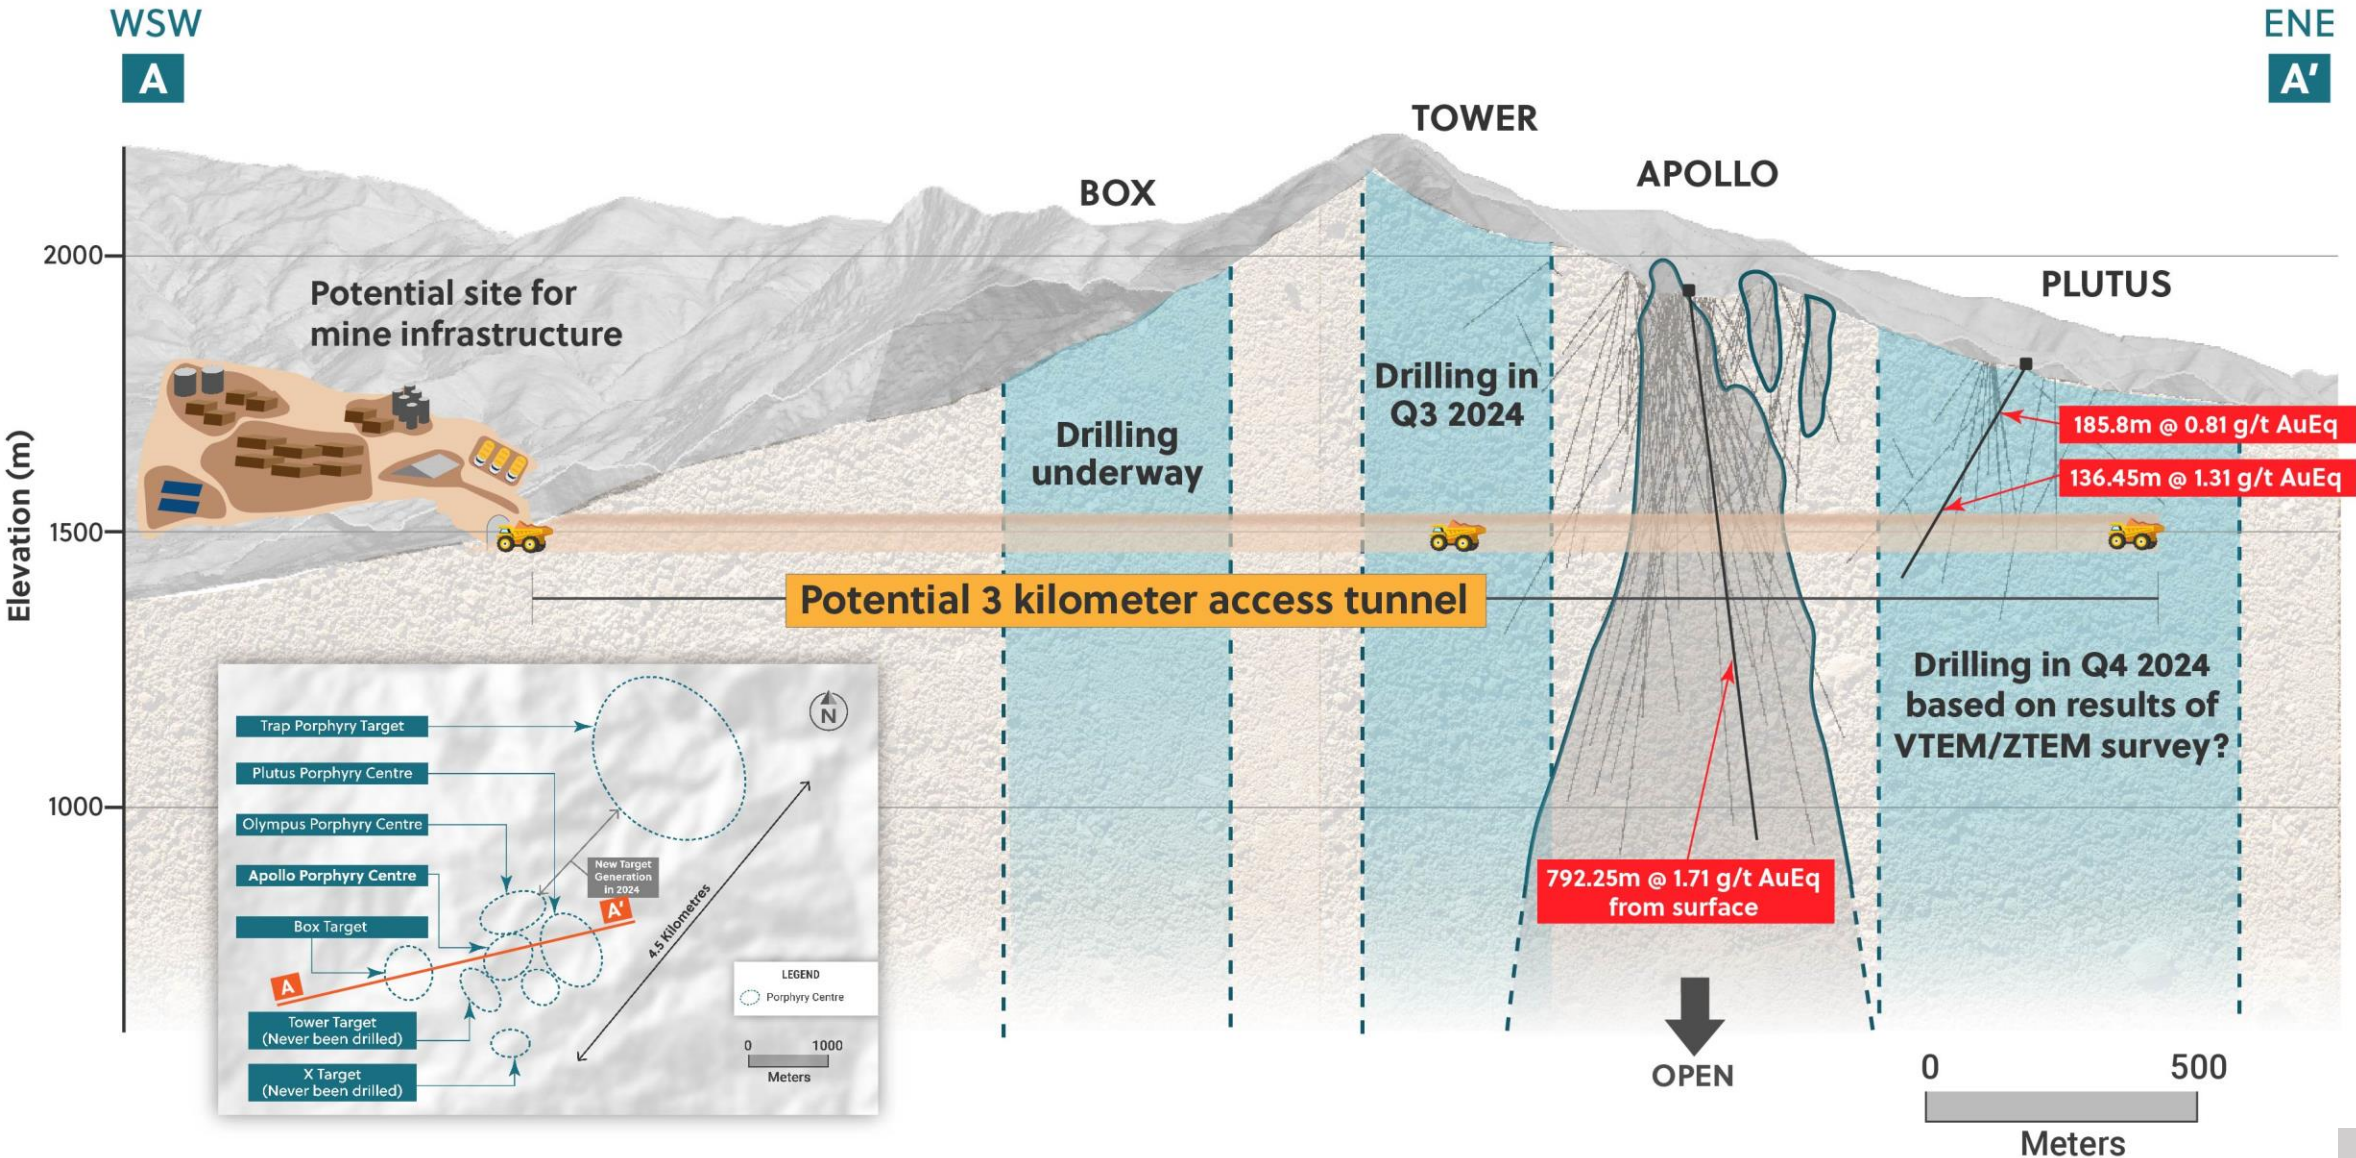 WSW
A
ENE
A'
TOWER
APOLLO
BOX
PLUTUS
2000
1500
1000
Elevation (m)
Potential site for
mine infrastructure
Drilling
underway
Drilling in
Q3 2024
185.8m @ 0.81 g/t AuEq
136.45m @ 1.31 g/t AuEq
Potential 3 kilometer access tunnel
Drilling in Q4 2024
based on results of
VTEM/ZTEM survey?
792.25m @ 1.71 g/t AuEq
from surface
OPEN
0 500
Meters
Trap Porphyry Target
Plutus Porphyry Centre
Olympus Porphyry Centre
Apollo Porphyry Centre
Box Target
Tower Target
(Never been drilled)
X Target
(Never been drilled)
N
New Target
Generation
in 2024
A'
A
4.5 Kilometres
LEGEND
Porphyry Centre
0 1000
Meters